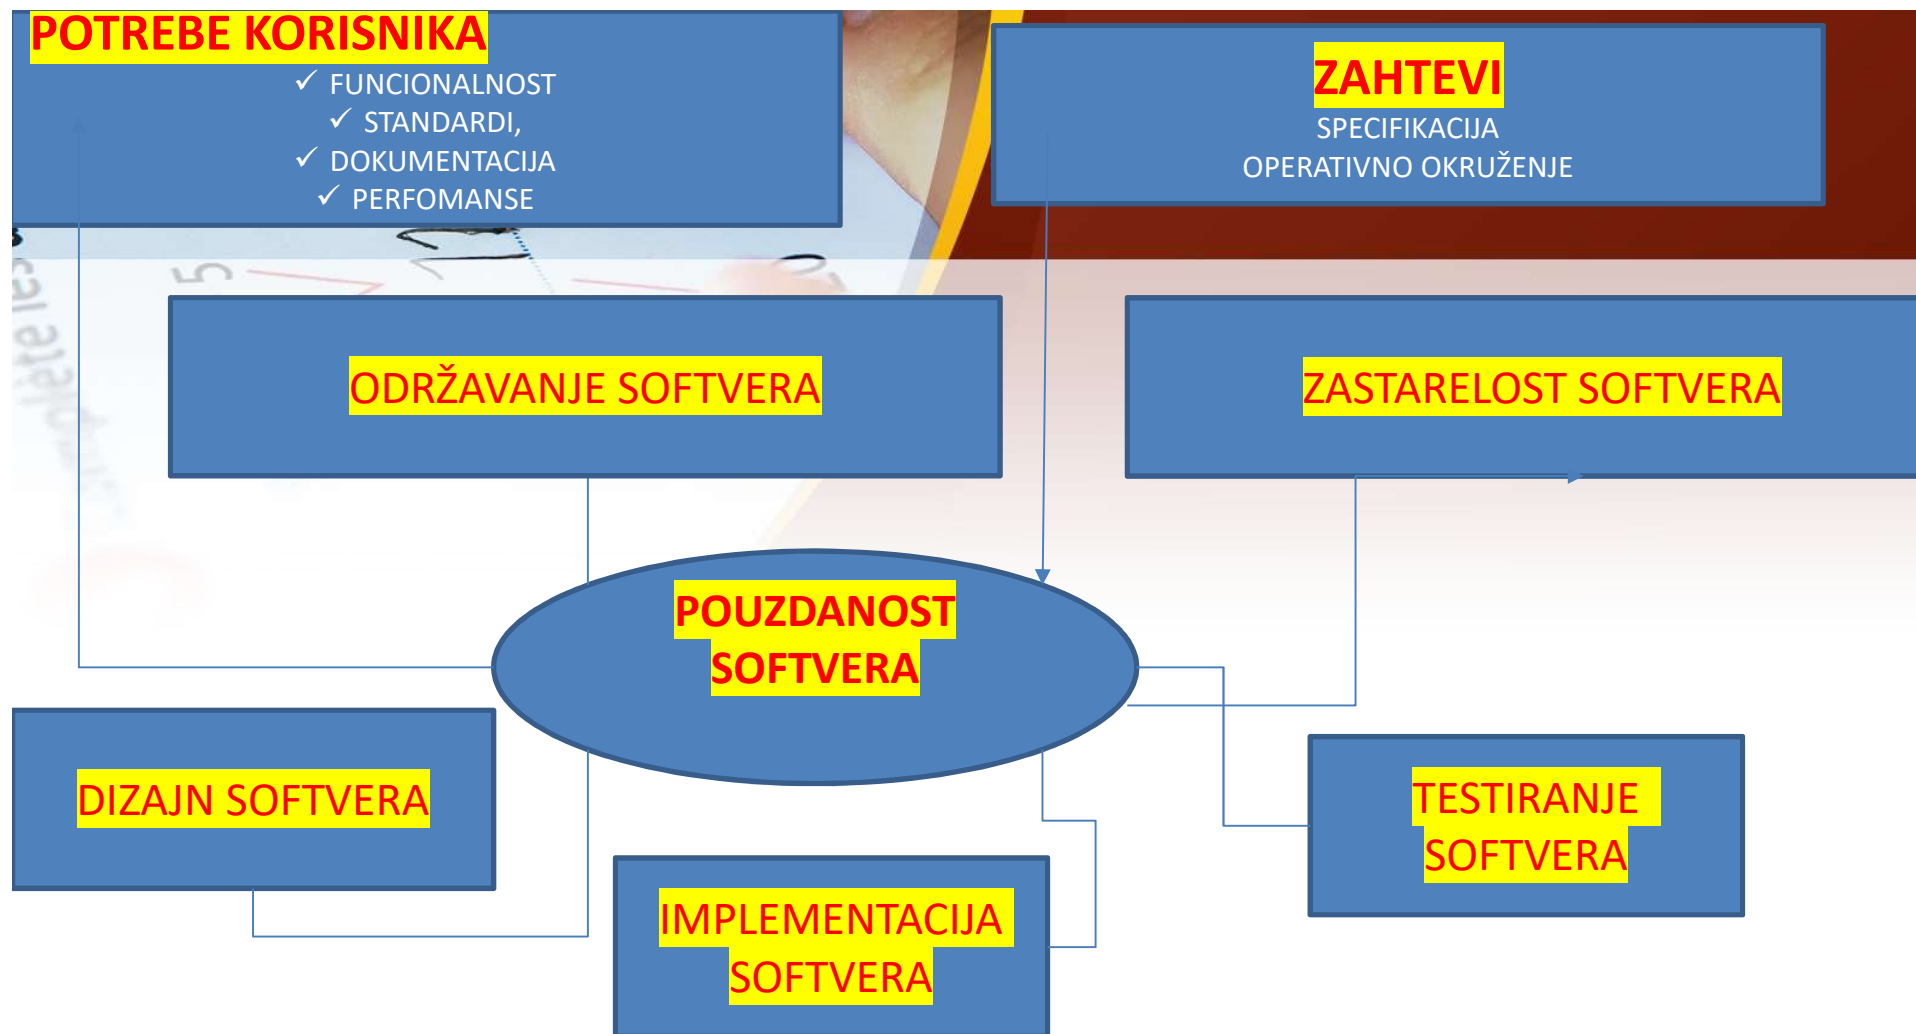 POTREBE KORISNIKA
✓ FUNCIONALNOST
✓ STANDARDI,
✓ DOKUMENTACIJA
✓ PERFOMANSE
ZAHTEVI
SPECIFIKACIJA
OPERATIVNO OKRUŽENJE
5
ODRŽAVANJE SOFTVERA
ZASTARELOST SOFTVERA
POUZDANOST
SOFTVERA
DIZAJN SOFTVERA
TESTIRANJE
SOFTVERA
IMPLEMENTACIJA
SOFTVERA